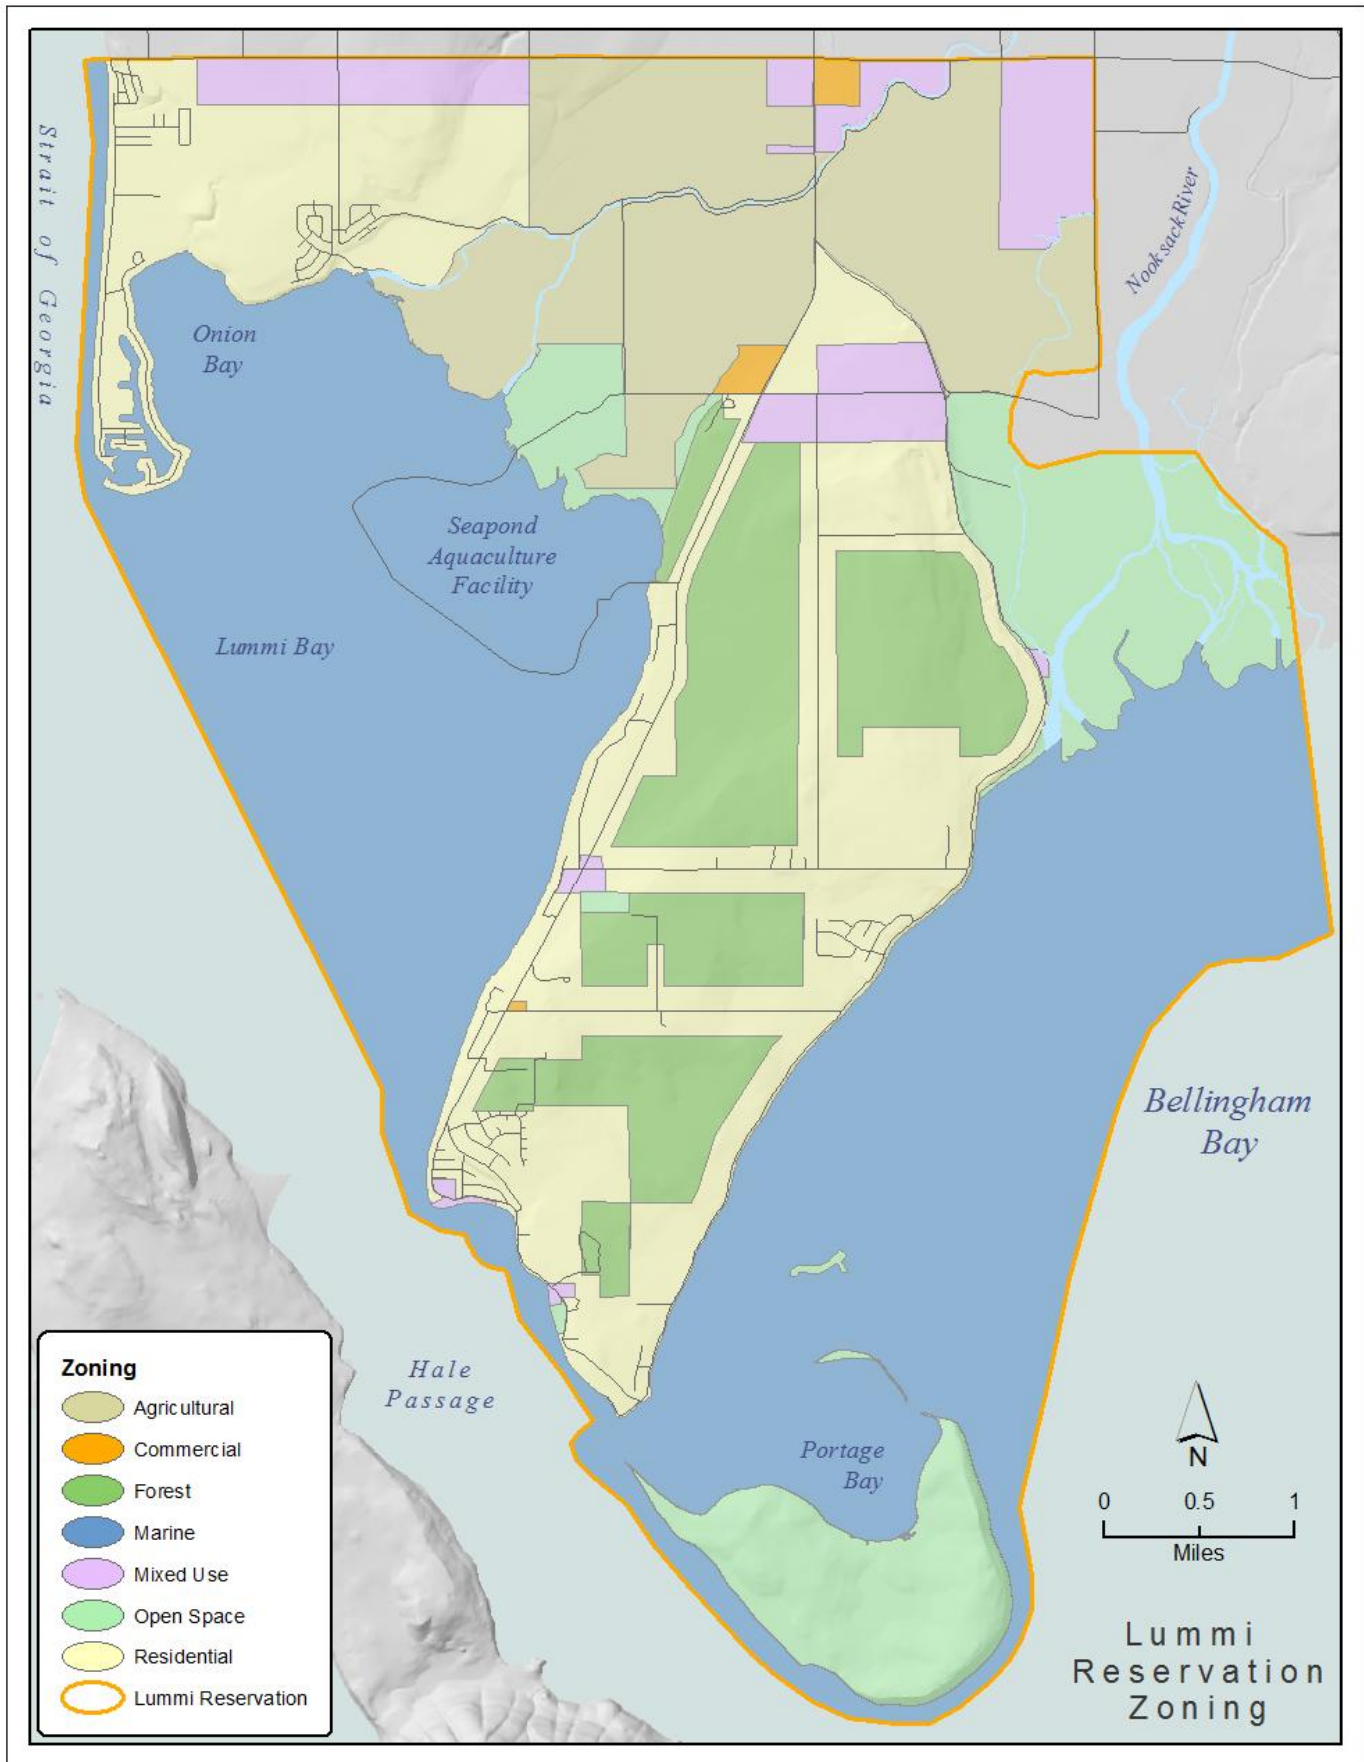 Strait of Georgia
Nooksack River
Onion
Bay
Seapond
Aquaculture
Facility
Lummi Bay
Bellingham
Bay
Hale
Passage
Portage
Bay
Zoning
Agricultural
Commercial
Forest
Marine
Mixed Use
Open Space
Residential
Lummi Reservation
N
0 0.5 1
Miles
Lummi
Reservation
Zoning